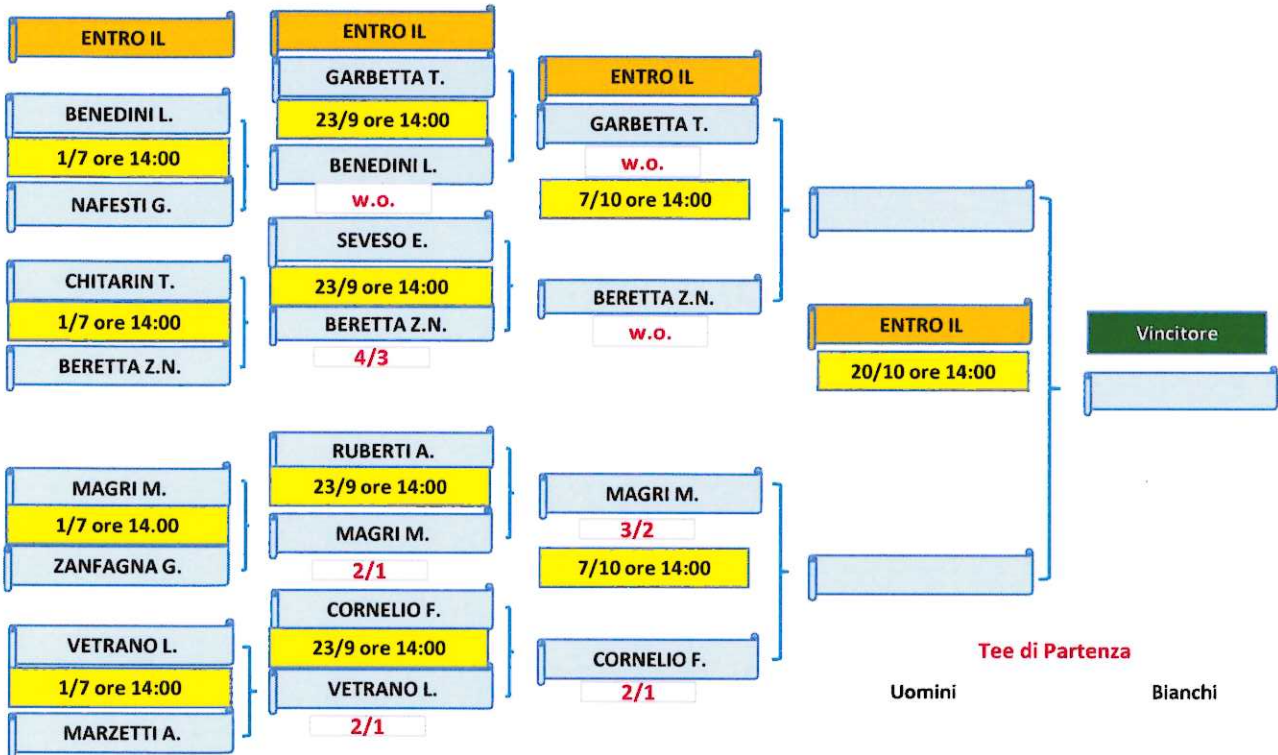 ENTRO IL
BENEDINI L.
1/7 ore 14:00
NAFESTI G.
CHITARIN T.
1/7 ore 14:00
BERETTA Z.N.
MAGRI M.
1/7 ore 14.00
ZANFAGNA G.
VETRANO L.
1/7 ore 14:00
MARZETTI A.
ENTRO IL
GARBETTA T.
23/9 ore 14:00
BENEDINI L.
w.o.
SEVESO E.
23/9 ore 14:00
BERETTA Z.N.
4/3
RUBERTI A.
23/9 ore 14:00
MAGRI M.
2/1
CORNELIO F.
23/9 ore 14:00
VETRANO L.
2/1
ENTRO IL
GARBETTA T.
w.o.
7/10 ore 14:00
BERETTA Z.N.
w.o.
MAGRI M.
3/2
7/10 ore 14:00
CORNELIO F.
2/1
ENTRO IL
20/10 ore 14:00
Vincitore
Tee di Partenza
Uomini Bianchi